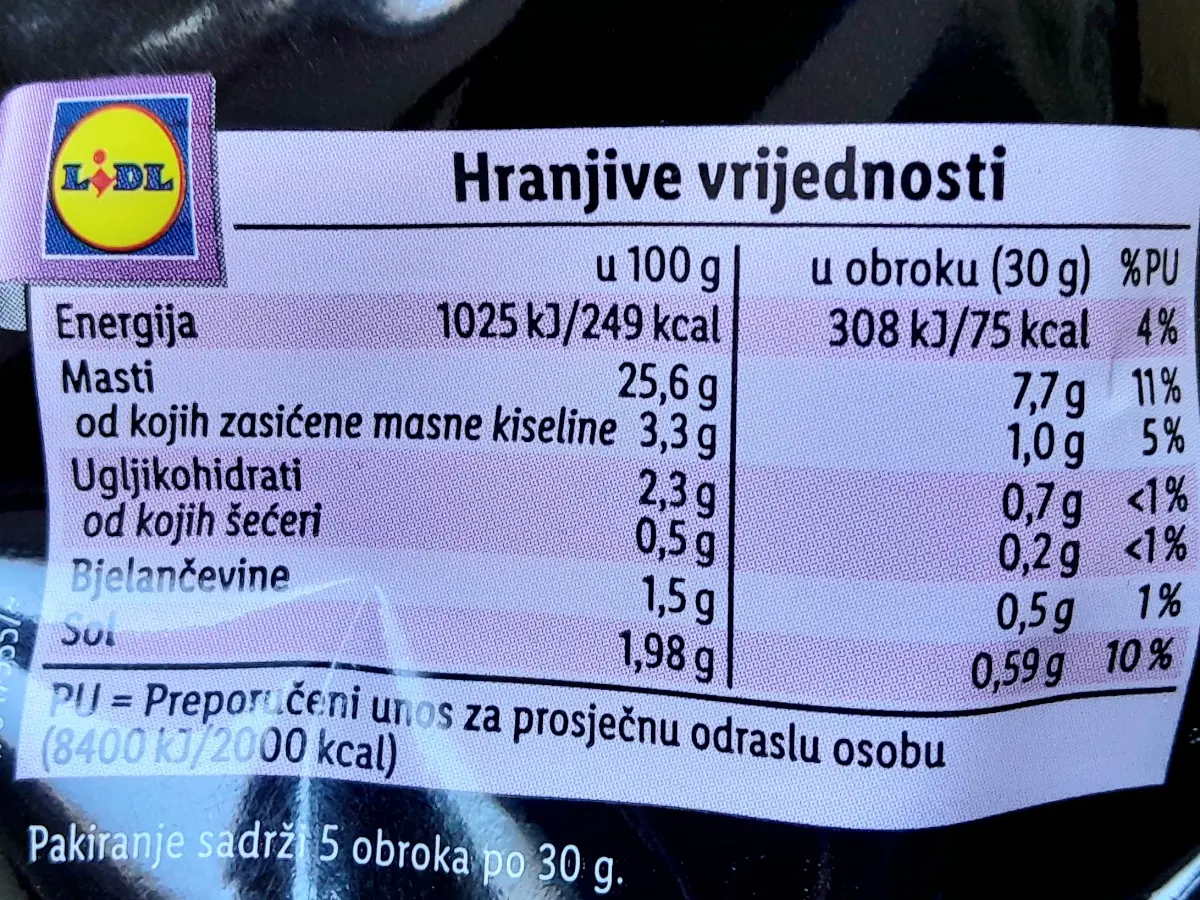 LIDL
Hranjive vrijednosti
u 100 g u obroku (30 g) %PU
Energija 1025 kJ/249 kcal 308 kJ/75 kcal 4%
Masti 25,6 g 7,7 g 11%
od kojih zasićene masne kiseline 3,3 g 1,0 g 5%
Ugljikohidrati 2,3 g 0,7 g <1%
od kojih šećeri 0,5 g 0,2 g <1%
Bjelančevine 1,5 g 0,5 g 1%
Sol 1,98 g 0,59 g 10 %
PU = Preporučeni unos za prosječnu odraslu osobu
(8400 kJ/2000 kcal)
Pakiranje sadrži 5 obroka po 30 g.